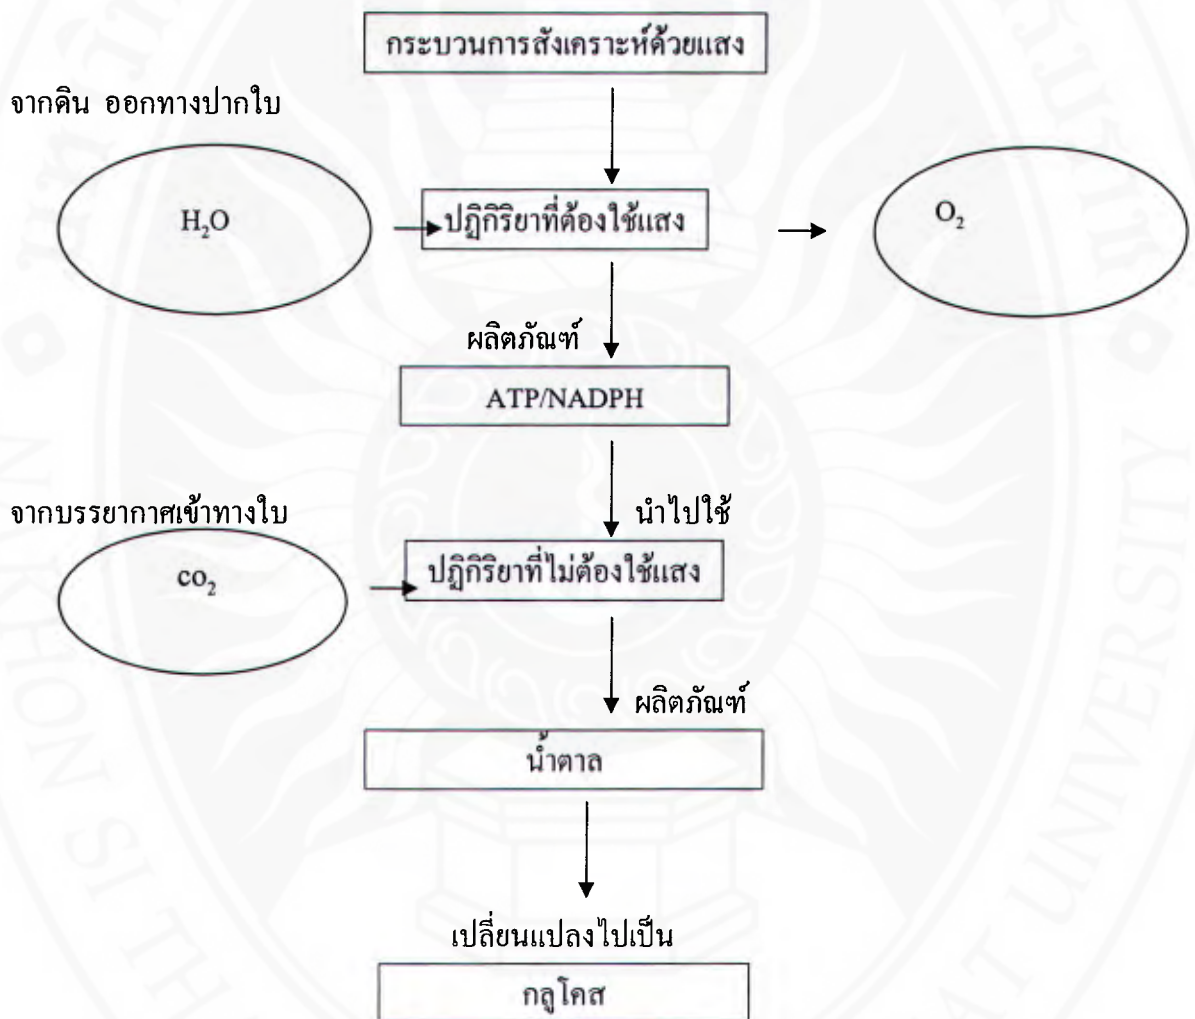 กระบวนการสังเคราะห์ด้วยแสง
จากดิน ออกทางปากใบ
H₂O
ปฏิกิริยาที่ต้องใช้แสง
O₂
ผลิตภัณฑ์
ATP/NADPH
จากบรรยากาศเข้าทางใบ
นำไปใช้
co₂
ปฏิกิริยาที่ไม่ต้องใช้แสง
ผลิตภัณฑ์
น้ำตาล
เปลี่ยนแปลงไปเป็น
กลูโคส